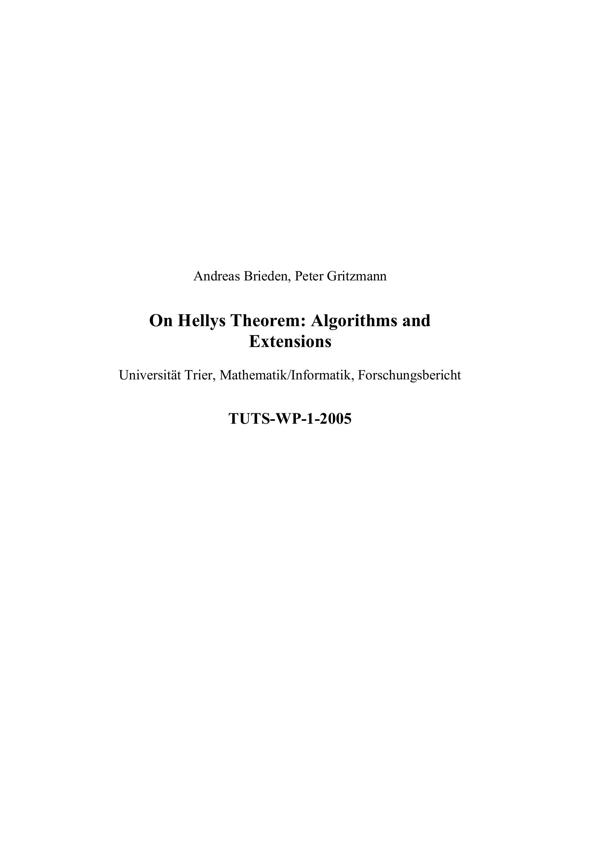 Andreas Brieden, Peter Gritzmann
On Hellys Theorem: Algorithms and
Extensions
Universität Trier, Mathematik/Informatik, Forschungsbericht
TUTS-WP-1-2005